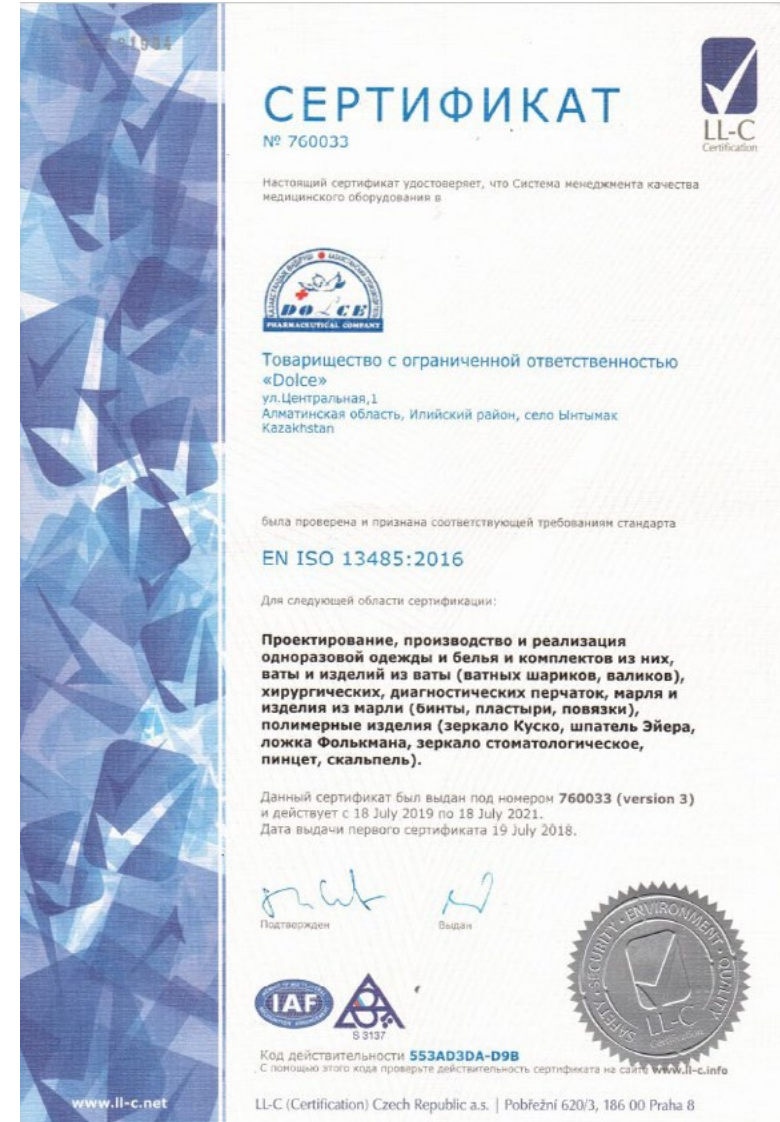 СЕРТИФИКАТ
№ 760033
LL-C
Certification
Настоящий сертификат удостоверяет, что Система менеджмента качества
медицинского оборудования в
DOLCE
PHARMACEUTICAL COMPANY
Товарищество с ограниченной ответственностью
«Dolce»
ул.Центральная,1
Алматинская область, Илийский район, село Ынтымак
Kazakhstan
была проверена и признана соответствующей требованиям стандарта
EN ISO 13485:2016
Для следующей области сертификации:
Проектирование, производство и реализация
одноразовой одежды и белья и комплектов из них,
ваты и изделий из ваты (ватных шариков, валиков),
хирургических, диагностических перчаток, марля и
изделия из марли (бинты, пластыри, повязки),
полимерные изделия (зеркало Куско, шпатель Эйера,
ложка Фолькмана, зеркало стоматологическое,
пинцет, скальпель).
Данный сертификат был выдан под номером 760033 (version 3)
и действует с 18 July 2019 по 18 July 2021.
Дата выдачи первого сертификата 19 July 2018.
Подтвержден
Выдан
SAFETY • SECURITY • ENVIRONMENT • QUALITY
LL-C
Certification
IAF
S 3137
Код действительности 553AD3DA-D9B
С помощью этого кода проверьте действительность сертификата на сайте www.ll-c.info
www.ll-c.net
LL-C (Certification) Czech Republic a.s. | Pobřežní 620/3, 186 00 Praha 8